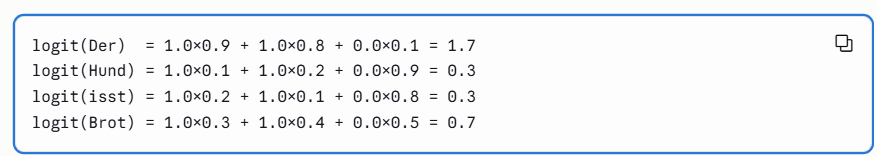 logit(Der)  = 1.0×0.9 + 1.0×0.8 + 0.0×0.1 = 1.7
logit(Hund) = 1.0×0.1 + 1.0×0.2 + 0.0×0.9 = 0.3
logit(isst) = 1.0×0.2 + 1.0×0.1 + 0.0×0.8 = 0.3
logit(Brot) = 1.0×0.3 + 1.0×0.4 + 0.0×0.5 = 0.7